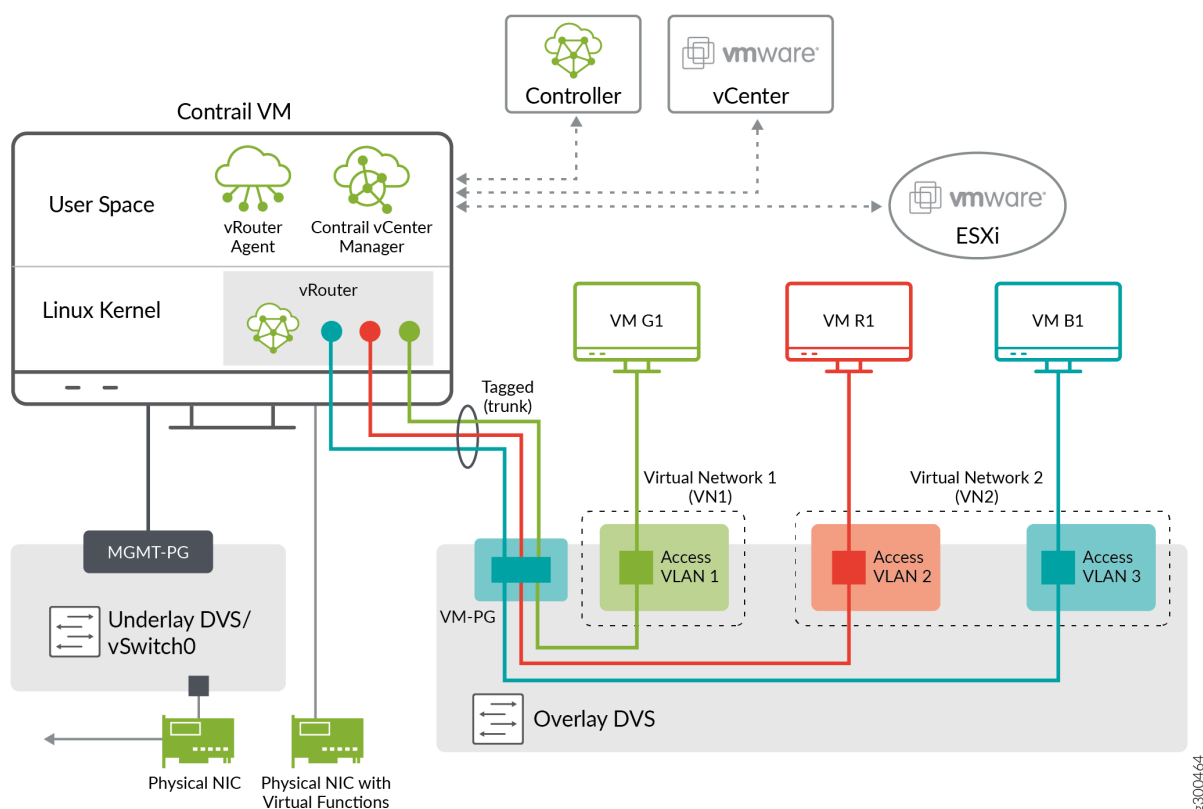 Controller
vmware®
vCenter
Contrail VM
User Space
vRouter
Agent
Contrail vCenter
Manager
vmware®
ESXi
Linux Kernel
vRouter
VM G1
VM R1
VM B1
Tagged
(trunk)
Virtual Network 1
(VN1)
Virtual Network 2
(VN2)
MGMT-PG
Access
VLAN 1
Access
VLAN 2
Access
VLAN 3
VM-PG
Underlay DVS/
vSwitch0
Overlay DVS
Physical NIC
Physical NIC with
Virtual Functions
g300464